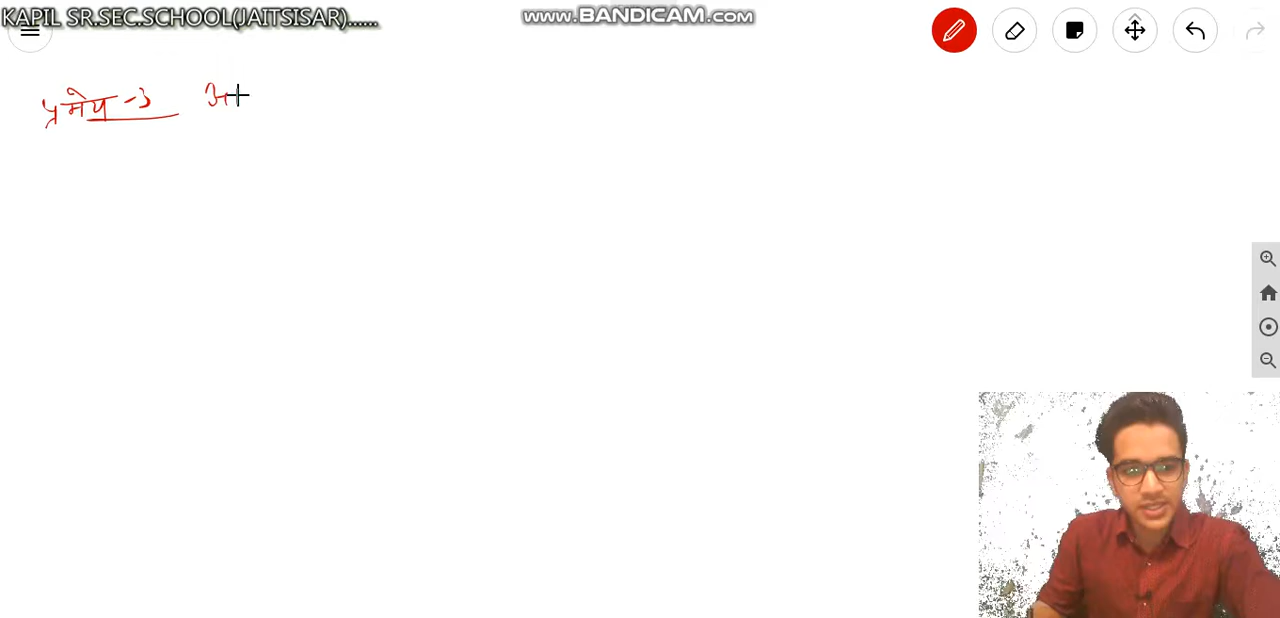 KAPIL SR.SEC.SCHOOL(JAITSISAR)......
www.BANDICAM.com
प्रमेय -3 अ